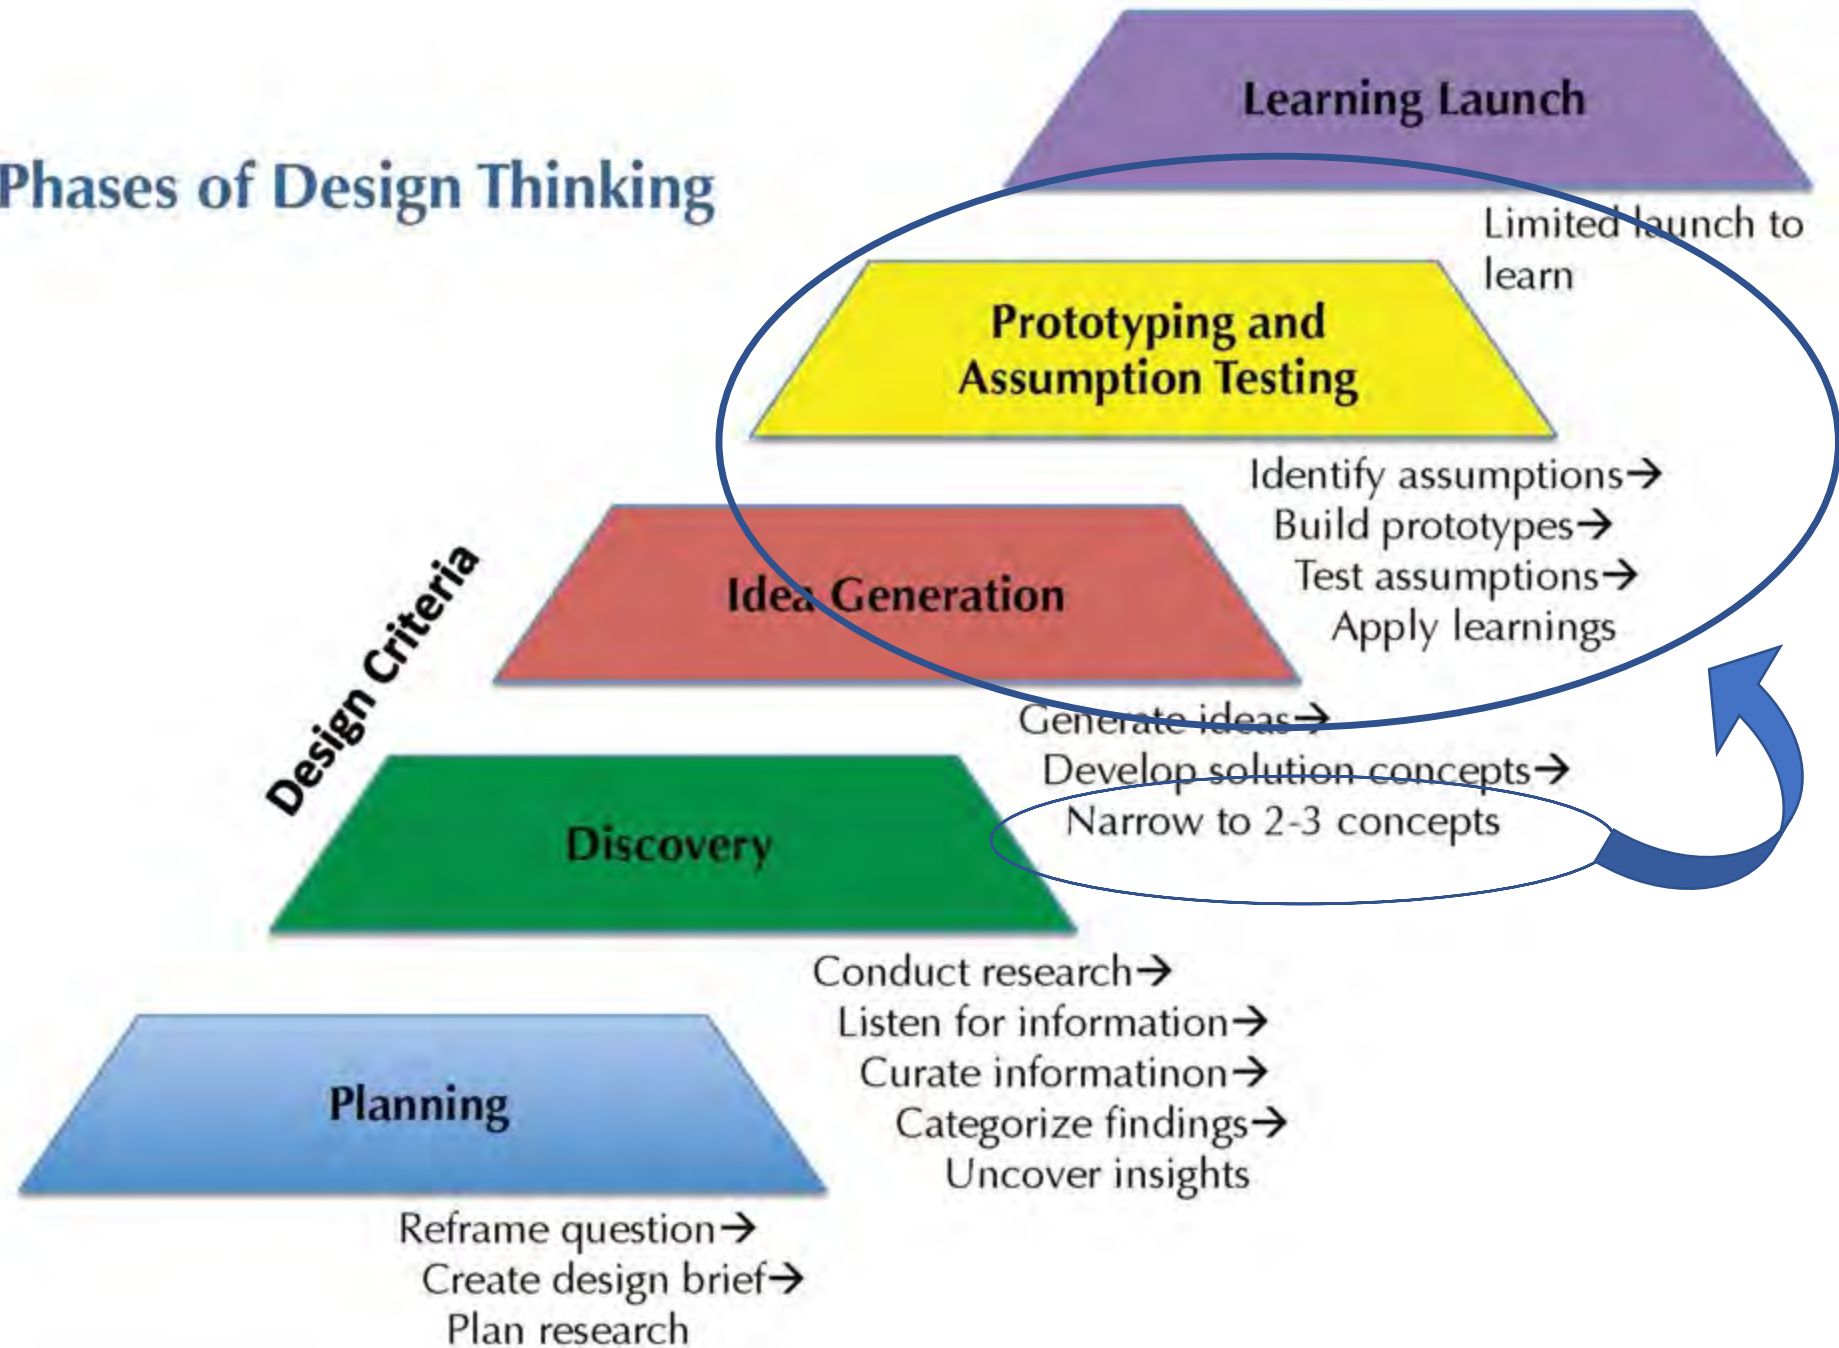 Learning Launch
Phases of Design Thinking
Limited launch to
learn
Prototyping and
Assumption Testing
Identify assumptions→
Build prototypes→
Test assumptions→
Apply learnings
Idea Generation
Design Criteria
Generate ideas→
Develop solution concepts→
Narrow to 2-3 concepts
Discovery
Conduct research→
Listen for information→
Curate informatinon→
Categorize findings→
Uncover insights
Planning
Reframe question→
Create design brief→
Plan research